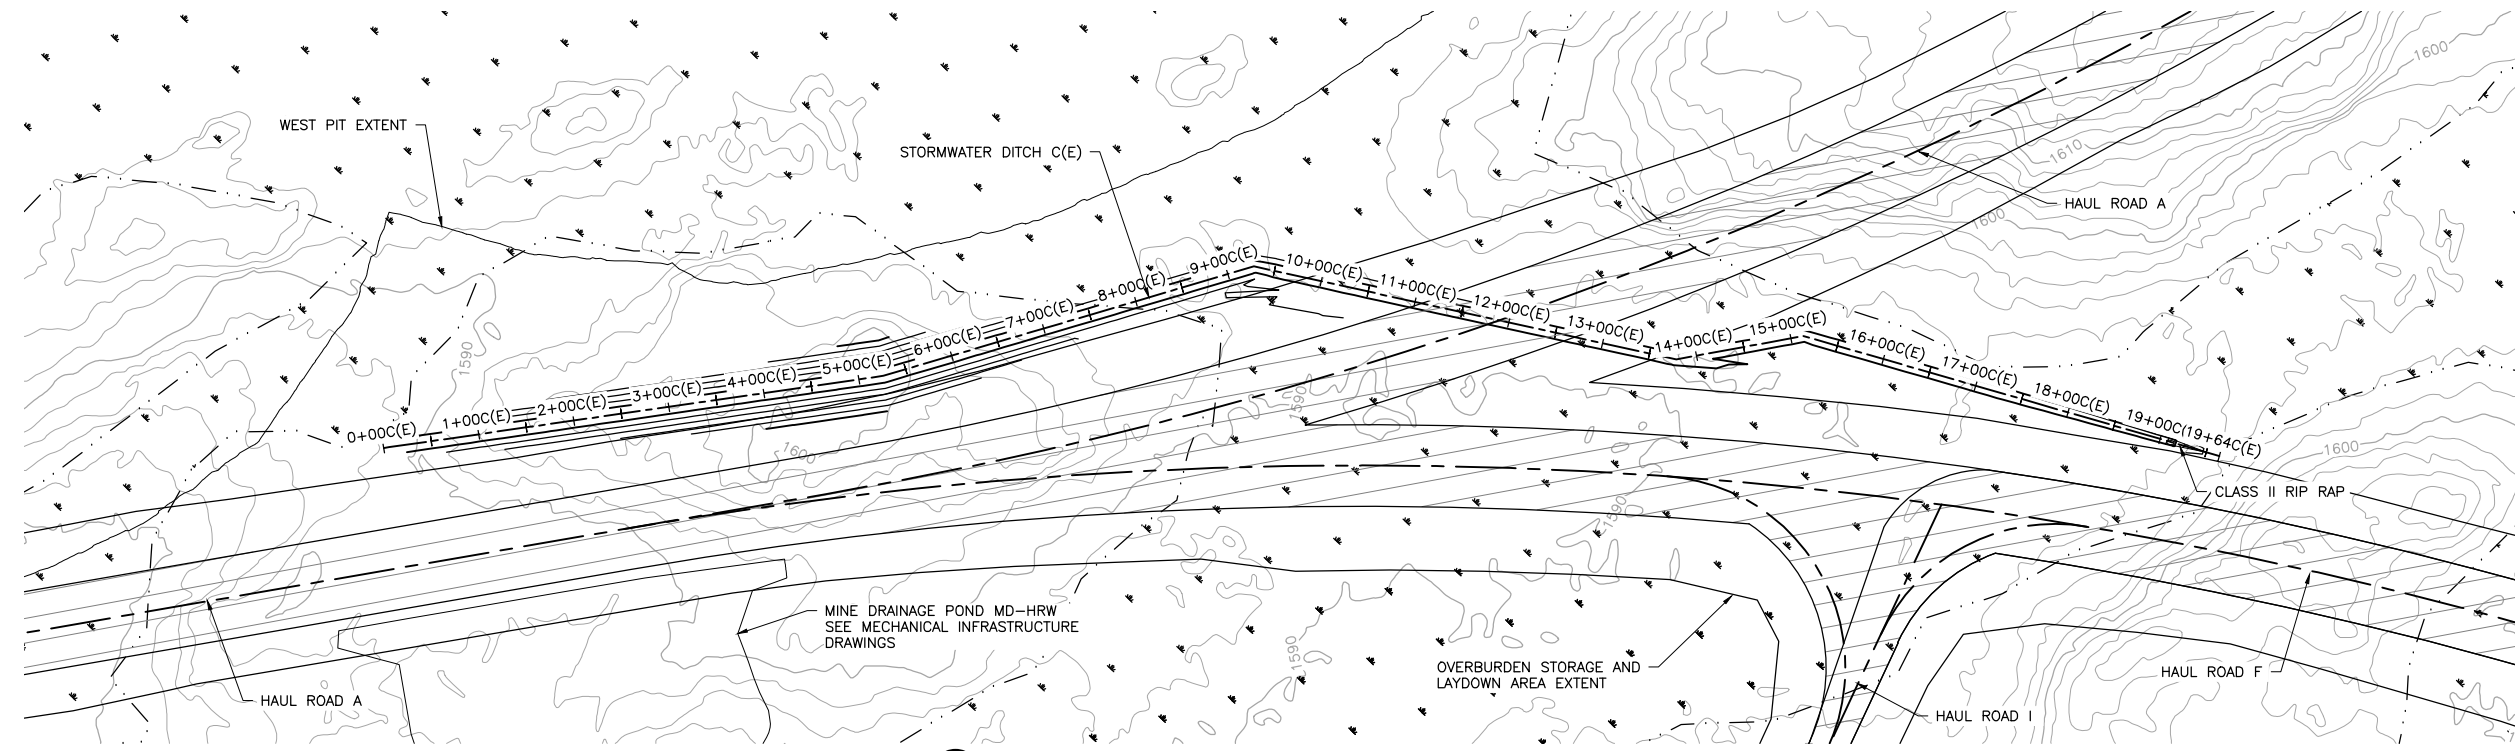 1600
WEST PIT EXTENT
STORMWATER DITCH C(E)
1610
HAUL ROAD A
1600
9+00C(E)
10+00C(E)
8+00C(E)
11+00C(E)
12+00C(E)
7+00C(E)
13+00C(E)
14+00C(E)
15+00C(E)
6+00C(E)
16+00C(E)
5+00C(E)
17+00C(E)
4+00C(E)
3+00C(E)
18+00C(E)
2+00C(E)
1+00C(E)
19+00C(
19+64C(E)
0+00C(E)
1590
1590
1600
1600
CLASS II RIP RAP
1590
MINE DRAINAGE POND MD-HRW
SEE MECHANICAL INFRASTRUCTURE
DRAWINGS
1590
OVERBURDEN STORAGE AND
LAYDOWN AREA EXTENT
HAUL ROAD F
HAUL ROAD A
HAUL ROAD I